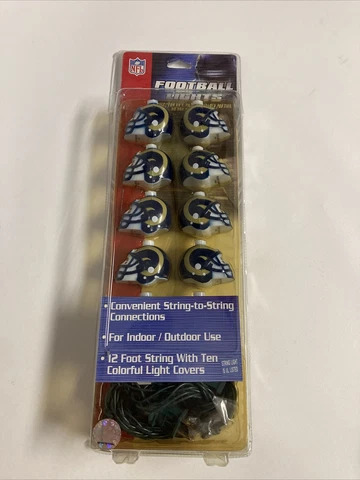 NFL
FOOTBALL
LIGHTS
• Convenient String-to-String
Connections
• For Indoor / Outdoor Use
• 12 Foot String With Ten
Colorful Light Covers